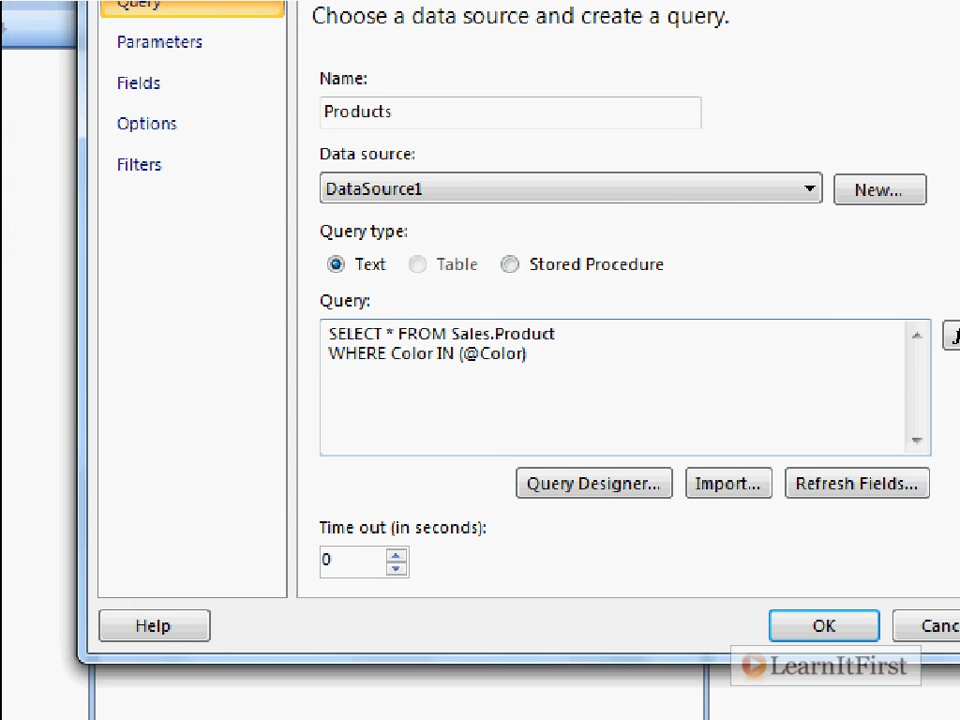 Query
Choose a data source and create a query.
Parameters
Fields
Options
Filters
Name:
Products
Data source:
DataSource1
New...
Query type:
Text
Table
Stored Procedure
Query:
SELECT * FROM Sales.Product
WHERE Color IN (@Color)
Query Designer...
Import...
Refresh Fields...
Time out (in seconds):
0
Help
OK
Canc
LearnItFirst